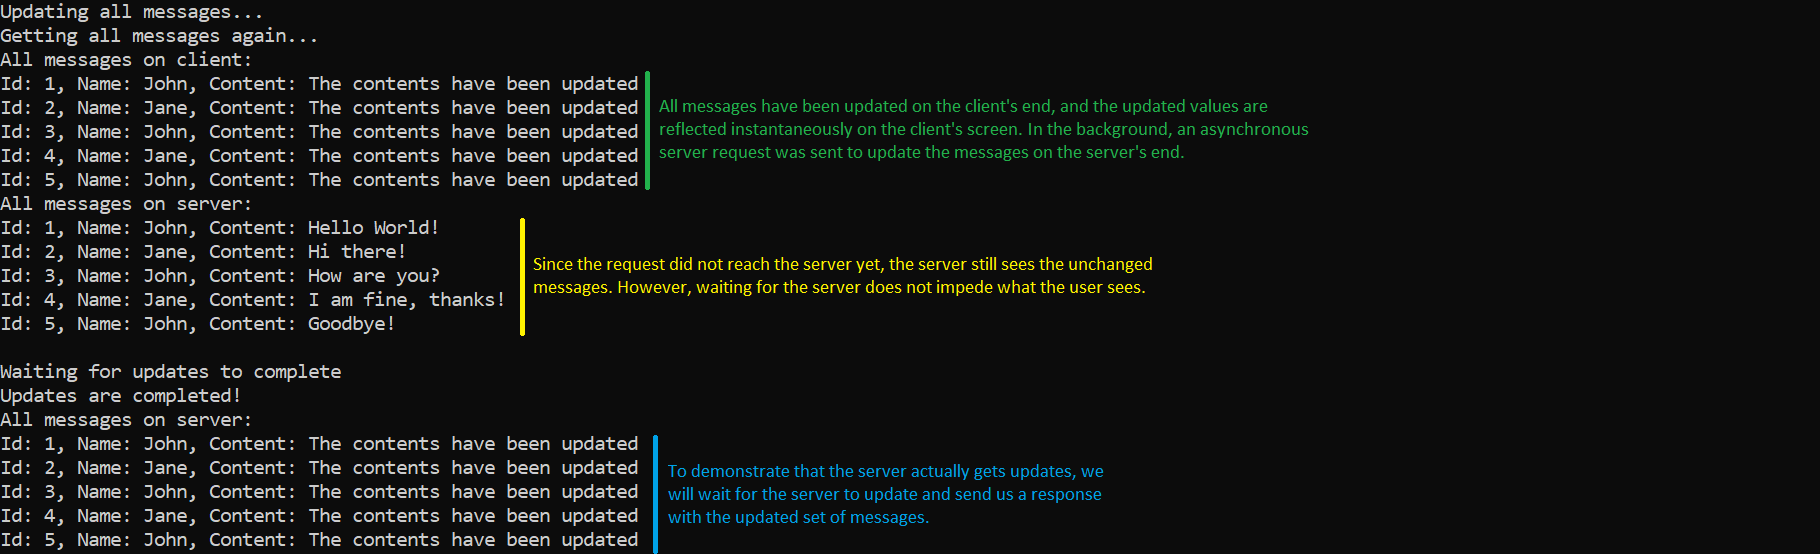 Updating all messages...
Getting all messages again...
All messages on client:
Id: 1, Name: John, Content: The contents have been updated
Id: 2, Name: Jane, Content: The contents have been updated
Id: 3, Name: John, Content: The contents have been updated
Id: 4, Name: Jane, Content: The contents have been updated
Id: 5, Name: John, Content: The contents have been updated
All messages have been updated on the client's end, and the updated values are
reflected instantaneously on the client's screen. In the background, an asynchronous
server request was sent to update the messages on the server's end.
All messages on server:
Id: 1, Name: John, Content: Hello World!
Id: 2, Name: Jane, Content: Hi there!
Id: 3, Name: John, Content: How are you?
Id: 4, Name: Jane, Content: I am fine, thanks!
Id: 5, Name: John, Content: Goodbye!
Since the request did not reach the server yet, the server still sees the unchanged
messages. However, waiting for the server does not impede what the user sees.
Waiting for updates to complete
Updates are completed!
All messages on server:
Id: 1, Name: John, Content: The contents have been updated
Id: 2, Name: Jane, Content: The contents have been updated
Id: 3, Name: John, Content: The contents have been updated
Id: 4, Name: Jane, Content: The contents have been updated
Id: 5, Name: John, Content: The contents have been updated
To demonstrate that the server actually gets updates, we
will wait for the server to update and send us a response
with the updated set of messages.